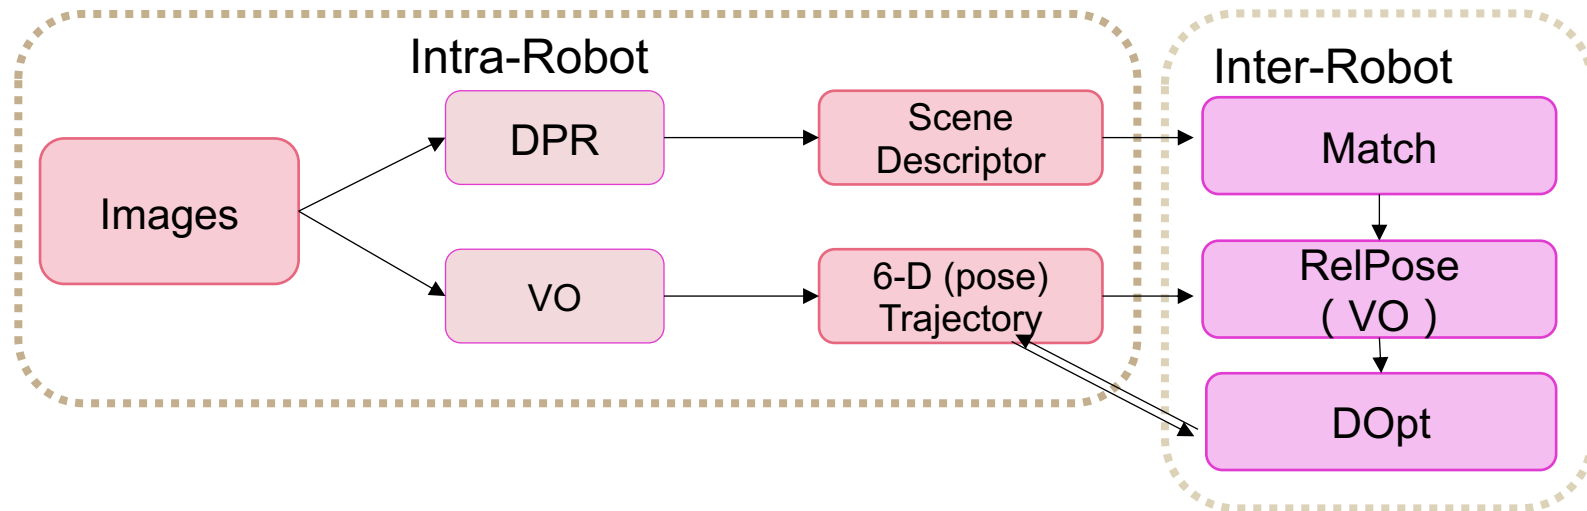 Intra-Robot
Inter-Robot
Images
DPR
Scene
Descriptor
Match
VO
6-D (pose)
Trajectory
RelPose
( VO )
DOpt